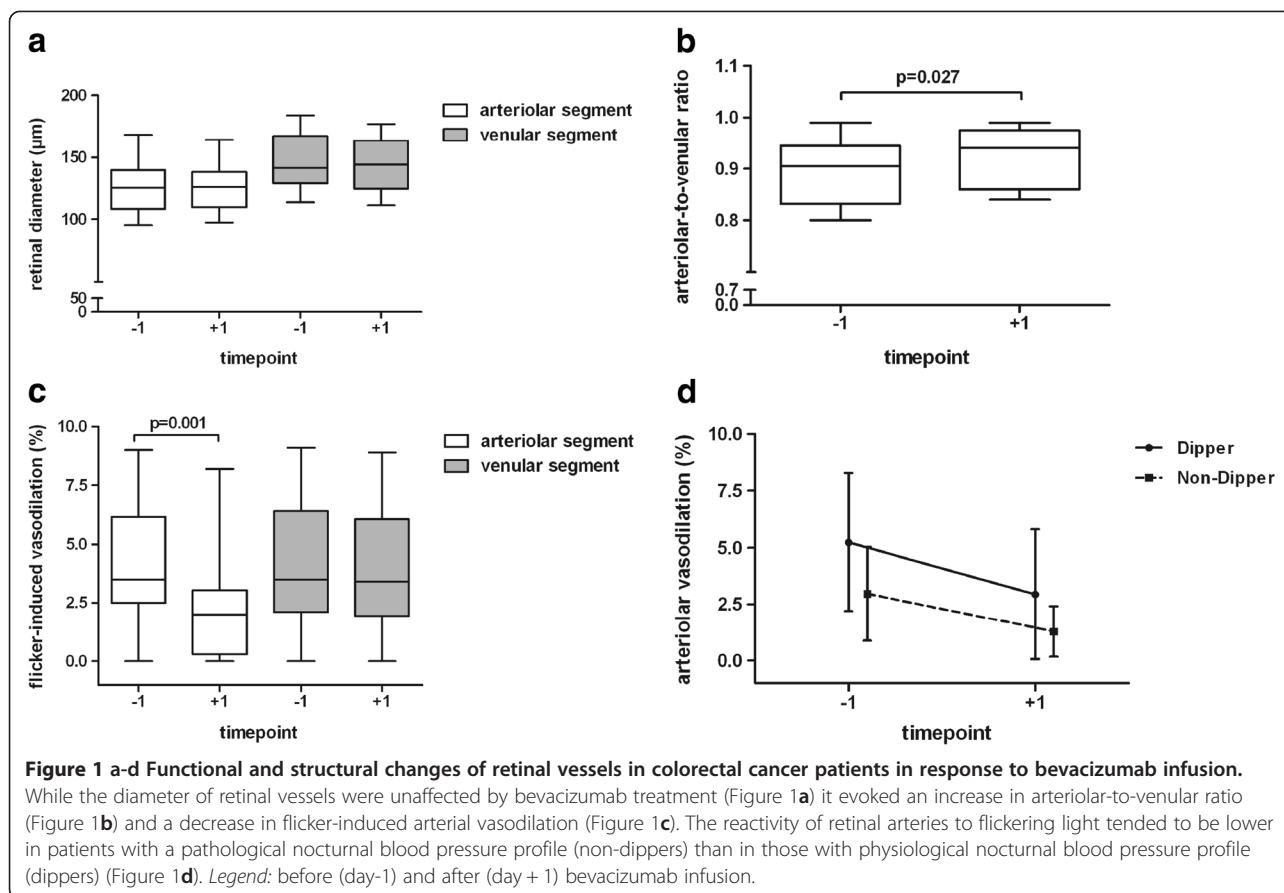 a
200
150
100
50
0
retinal diameter (µm)
-1
+1
-1
+1
timepoint
arteriolar segment
venular segment
b
1.1
1.0
0.9
0.8
0.7
0.0
arteriolar-to-venular ratio
p=0.027
-1
+1
timepoint
c
10.0
7.5
5.0
2.5
0.0
flicker-induced vasodilation (%)
p=0.001
-1
+1
-1
+1
timepoint
arteriolar segment
venular segment
d
10.0
7.5
5.0
2.5
0.0
arteriolar vasodilation (%)
-1
+1
timepoint
Dipper
Non-Dipper
Figure 1 a-d Functional and structural changes of retinal vessels in colorectal cancer patients in response to bevacizumab infusion.
While the diameter of retinal vessels were unaffected by bevacizumab treatment (Figure 1a) it evoked an increase in arteriolar-to-venular ratio
(Figure 1b) and a decrease in flicker-induced arterial vasodilation (Figure 1c). The reactivity of retinal arteries to flickering light tended to be lower
in patients with a pathological nocturnal blood pressure profile (non-dippers) than in those with physiological nocturnal blood pressure profile
(dippers) (Figure 1d). Legend: before (day-1) and after (day + 1) bevacizumab infusion.